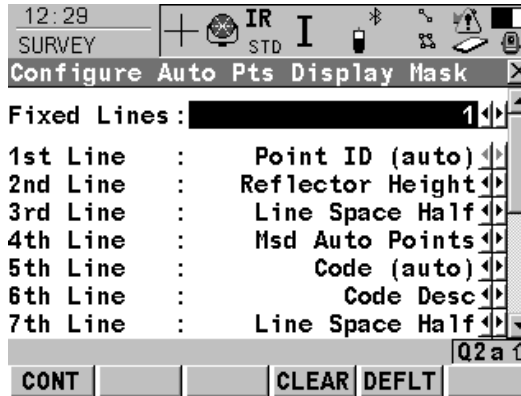 12:29
SURVEY
IR
STD
I
Configure Auto Pts Display Mask X
Fixed Lines: 1
1st Line : Point ID (auto)
2nd Line : Reflector Height
3rd Line : Line Space Half
4th Line : Msd Auto Points
5th Line : Code (auto)
6th Line : Code Desc
7th Line : Line Space Half
Q2a
CONT CLEAR DEFLT